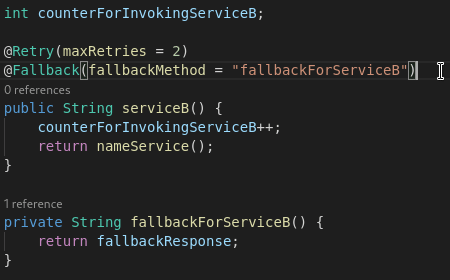 int counterForInvokingServiceB;
@Retry(maxRetries = 2)
@Fallback(fallbackMethod = "fallbackForServiceB")
0 references
public String serviceB() {
counterForInvokingServiceB++;
return nameService();
}
1 reference
private String fallbackForServiceB() {
return fallbackResponse;
}